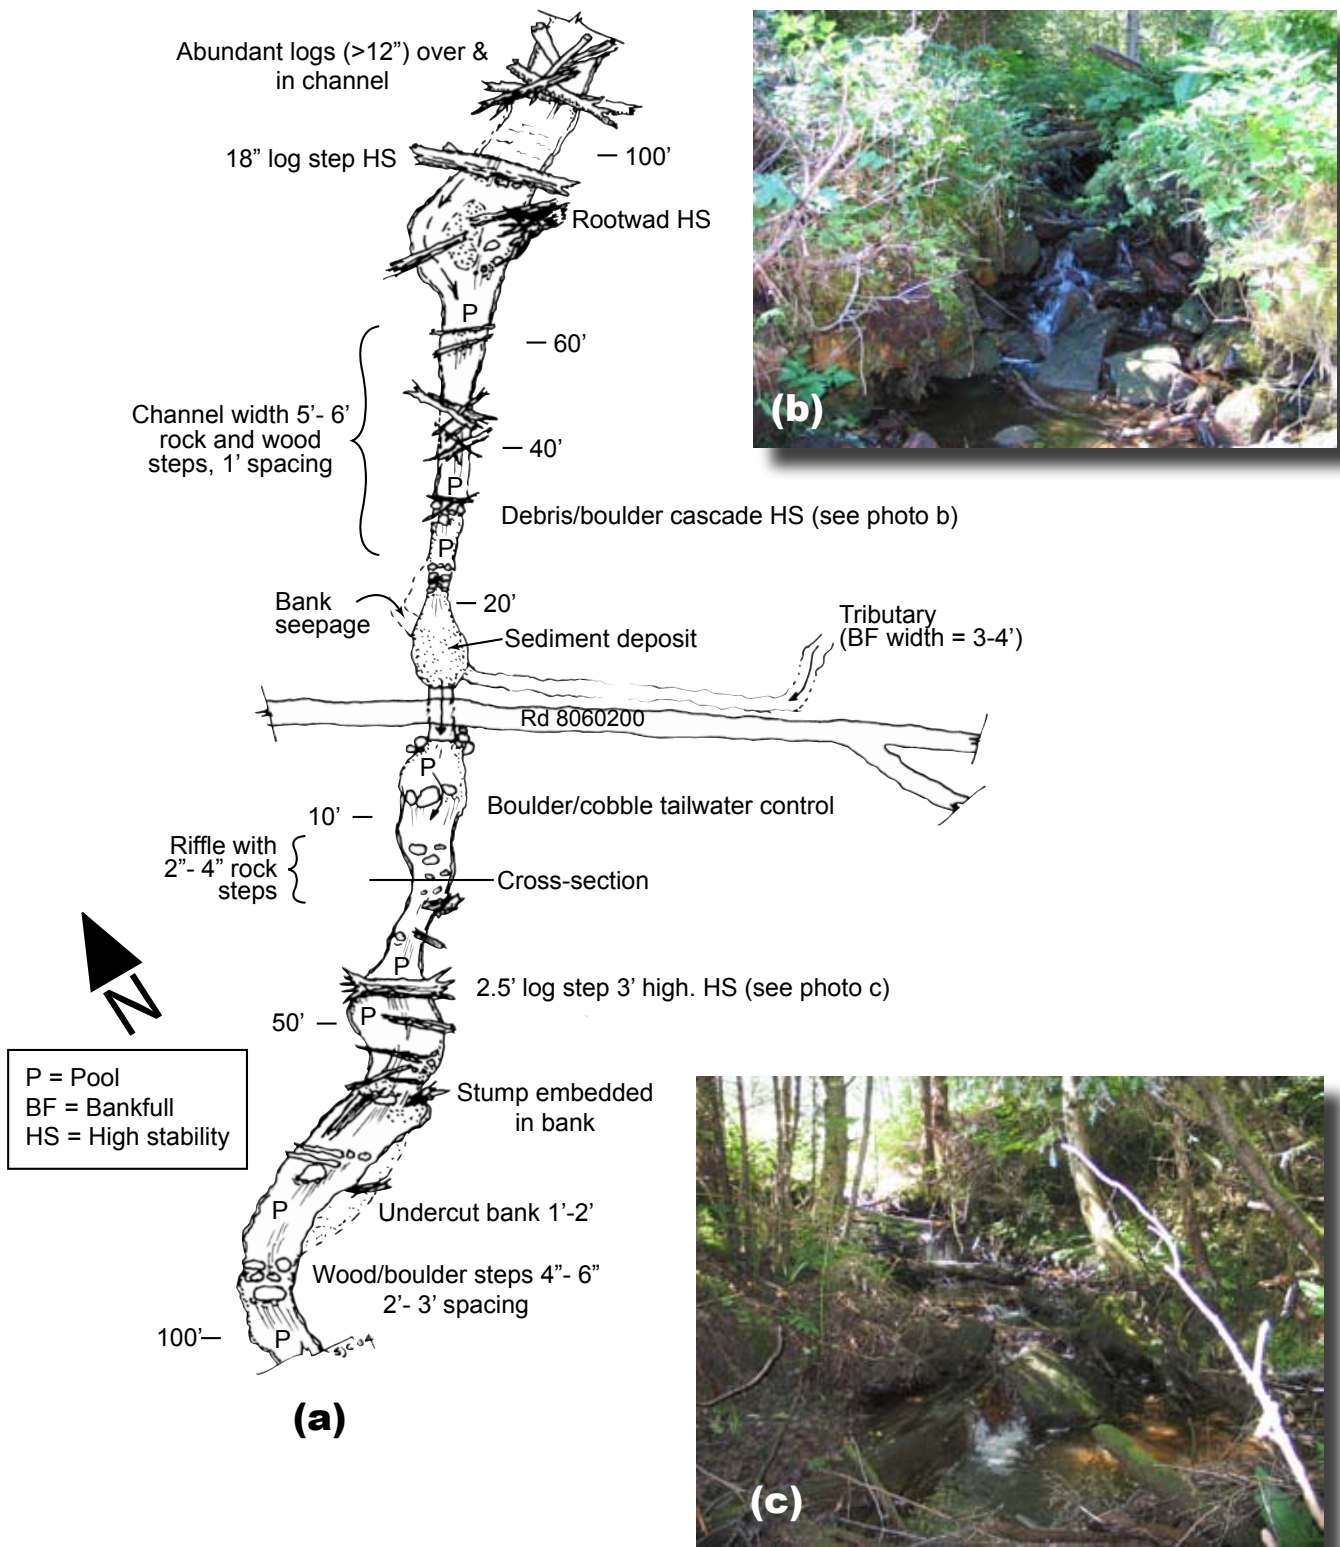 Abundant logs (>12”) over &
in channel
18” log step HS
100’
Rootwad HS
P
60’
Channel width 5’- 6’
rock and wood
steps, 1’ spacing
40’
P
Debris/boulder cascade HS (see photo b)
P
Bank
seepage
20’
Sediment deposit
Tributary
(BF width = 3-4’)
Rd 8060200
P
Boulder/cobble tailwater control
10’
Riffle with
2”- 4” rock
steps
Cross-section
P
2.5’ log step 3’ high. HS (see photo c)
P
50’
N
P = Pool
BF = Bankfull
HS = High stability
Stump embedded
in bank
P
Undercut bank 1’-2’
Wood/boulder steps 4”- 6”
2’- 3’ spacing
100’
P
sjc 04
(a)
(b)
(c)